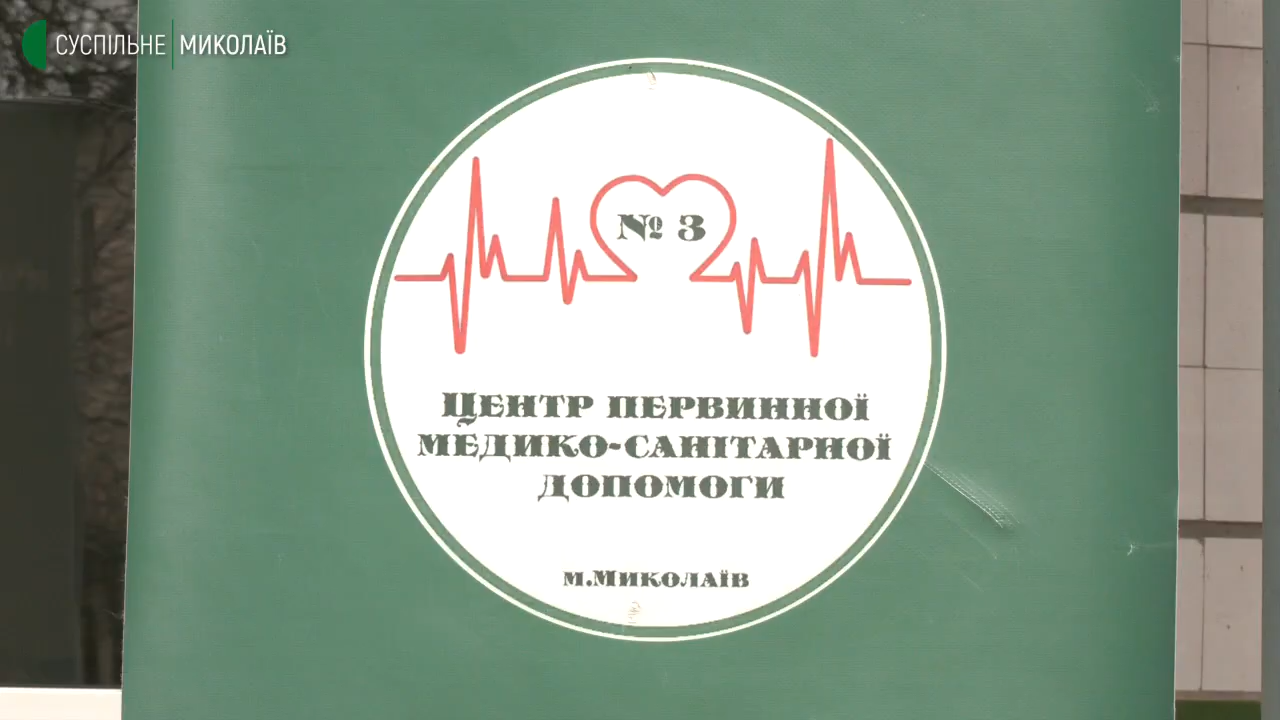 СУСПІЛЬНЕ МИКОЛАЇВ
№ 3
Центр первинної
медико-санітарної
допомоги
м.Миколаїв